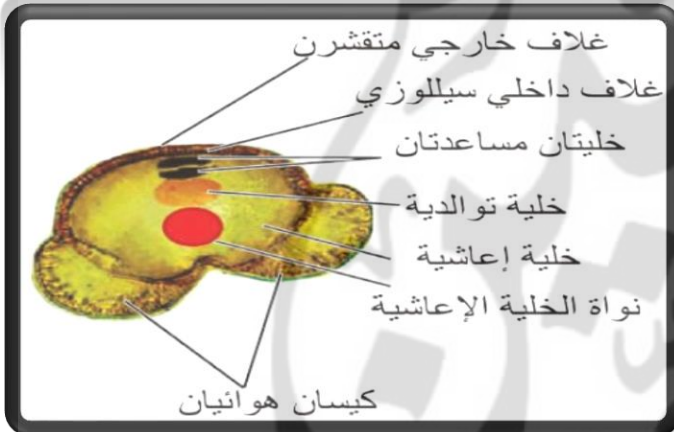 غلاف خارجي متقشرن
غلاف داخلي سيللوزي
خليتان مساعدتان
خلية توالدية
خلية إعاشية
نواة الخلية الإعاشية
كيسان هوائيان